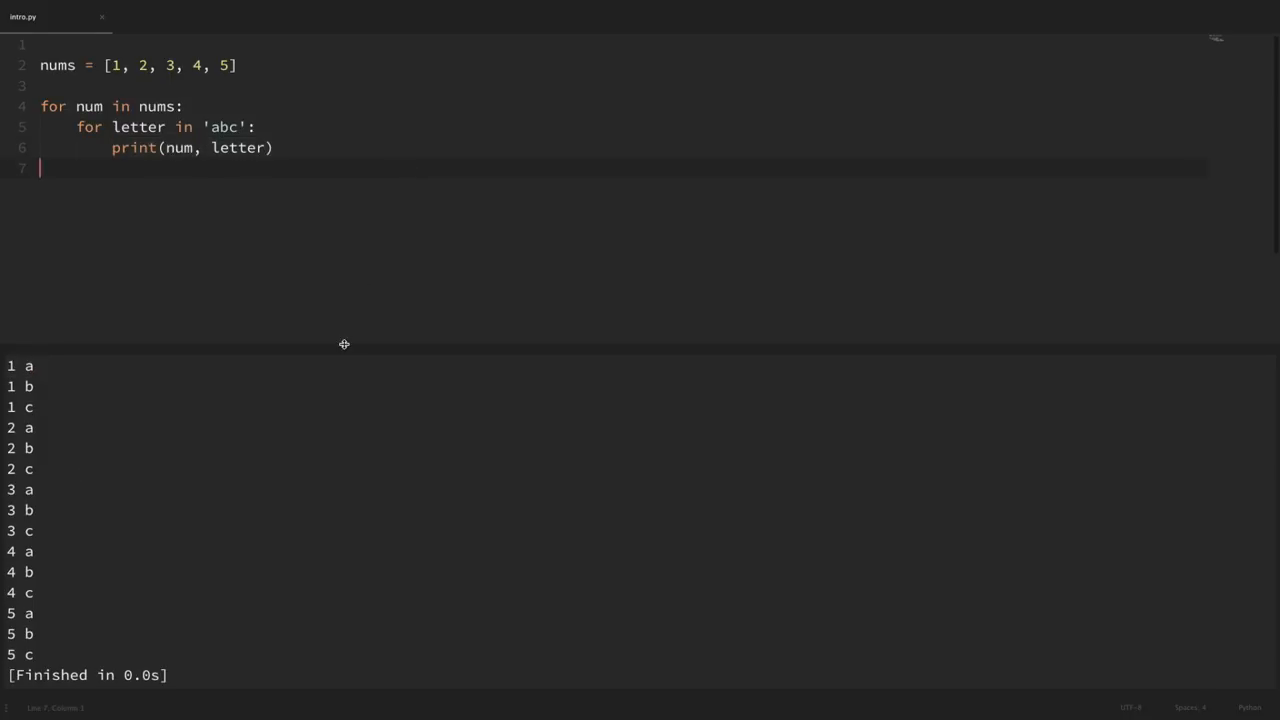 intro.py ×
1
2 nums = [1, 2, 3, 4, 5]
3
4 for num in nums:
5     for letter in 'abc':
6         print(num, letter)
7
1 a
1 b
1 c
2 a
2 b
2 c
3 a
3 b
3 c
4 a
4 b
4 c
5 a
5 b
5 c
[Finished in 0.0s]
Line 7, Column 1 UTF-8 Spaces: 4 Python